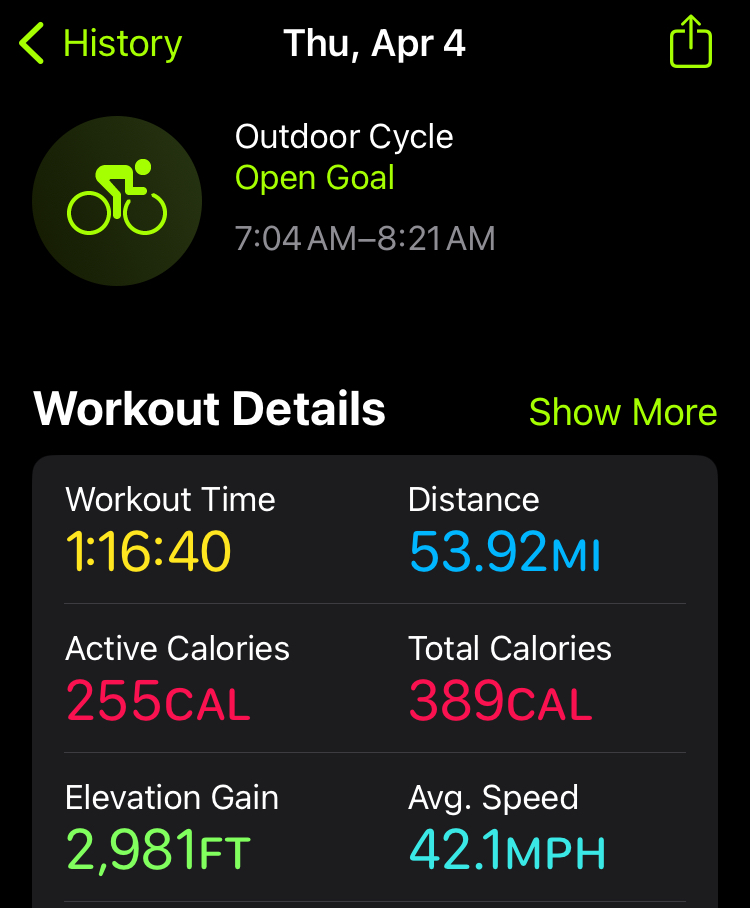 History
Thu, Apr 4
Outdoor Cycle
Open Goal
7:04 AM–8:21 AM
Workout Details
Show More
Workout Time
Distance
1:16:40
53.92MI
Active Calories
Total Calories
255CAL
389CAL
Elevation Gain
Avg. Speed
2,981FT
42.1MPH